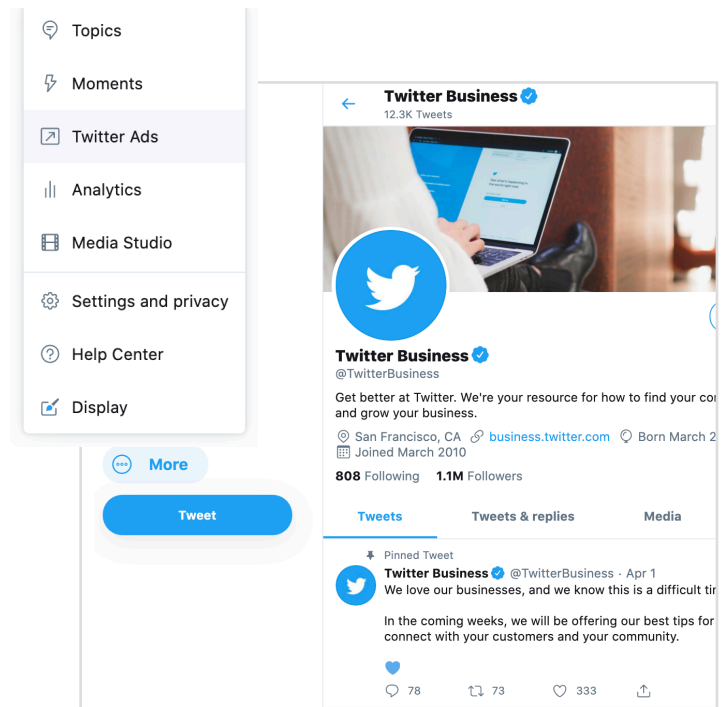 Topics
Moments
Twitter Ads
Analytics
Media Studio
Settings and privacy
Help Center
Display
More
Tweet
Twitter Business
12.3K Tweets
Twitter Business
@TwitterBusiness
Get better at Twitter. We're your resource for how to find your
and grow your business.
San Francisco, CA business.twitter.com Born March
Joined March 2010
808 Following 1.1M Followers
Tweets Tweets & replies Media
Pinned Tweet
Twitter Business @TwitterBusiness · Apr 1
We love our businesses, and we know this is a difficult
In the coming weeks, we will be offering our best tips for
connect with your customers and your community.
78 73 333